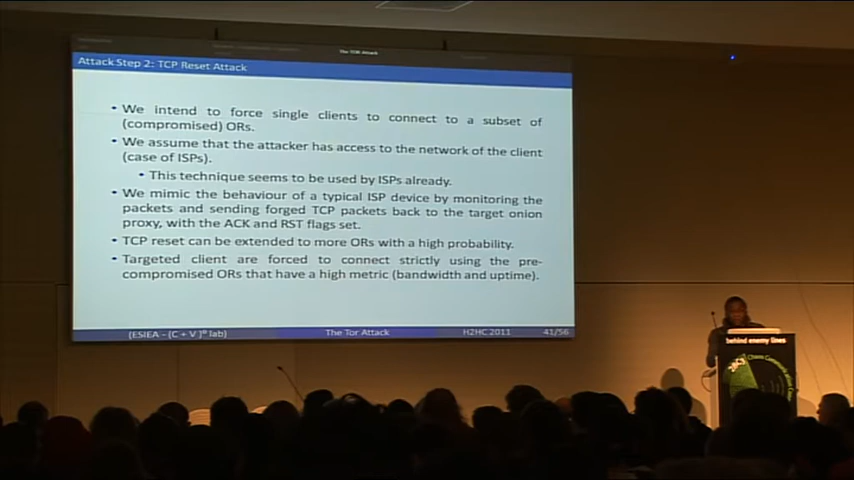 The TOR Attack
Attack Step 2: TCP Reset Attack
• We intend to force single clients to connect to a subset of
(compromised) ORs.
• We assume that the attacker has access to the network of the client
(case of ISPs).
• This technique seems to be used by ISPs already.
• We mimic the behaviour of a typical ISP device by monitoring the
packets and sending forged TCP packets back to the target onion
proxy, with the ACK and RST flags set.
• TCP reset can be extended to more ORs with a high probability.
• Targeted client are forced to connect strictly using the pre-
compromised ORs that have a high metric (bandwidth and uptime).
(ESIEA - (C + V) lab) The Tor Attack H2HC 2011 41/56
behind enemy lines
Chaos Communication